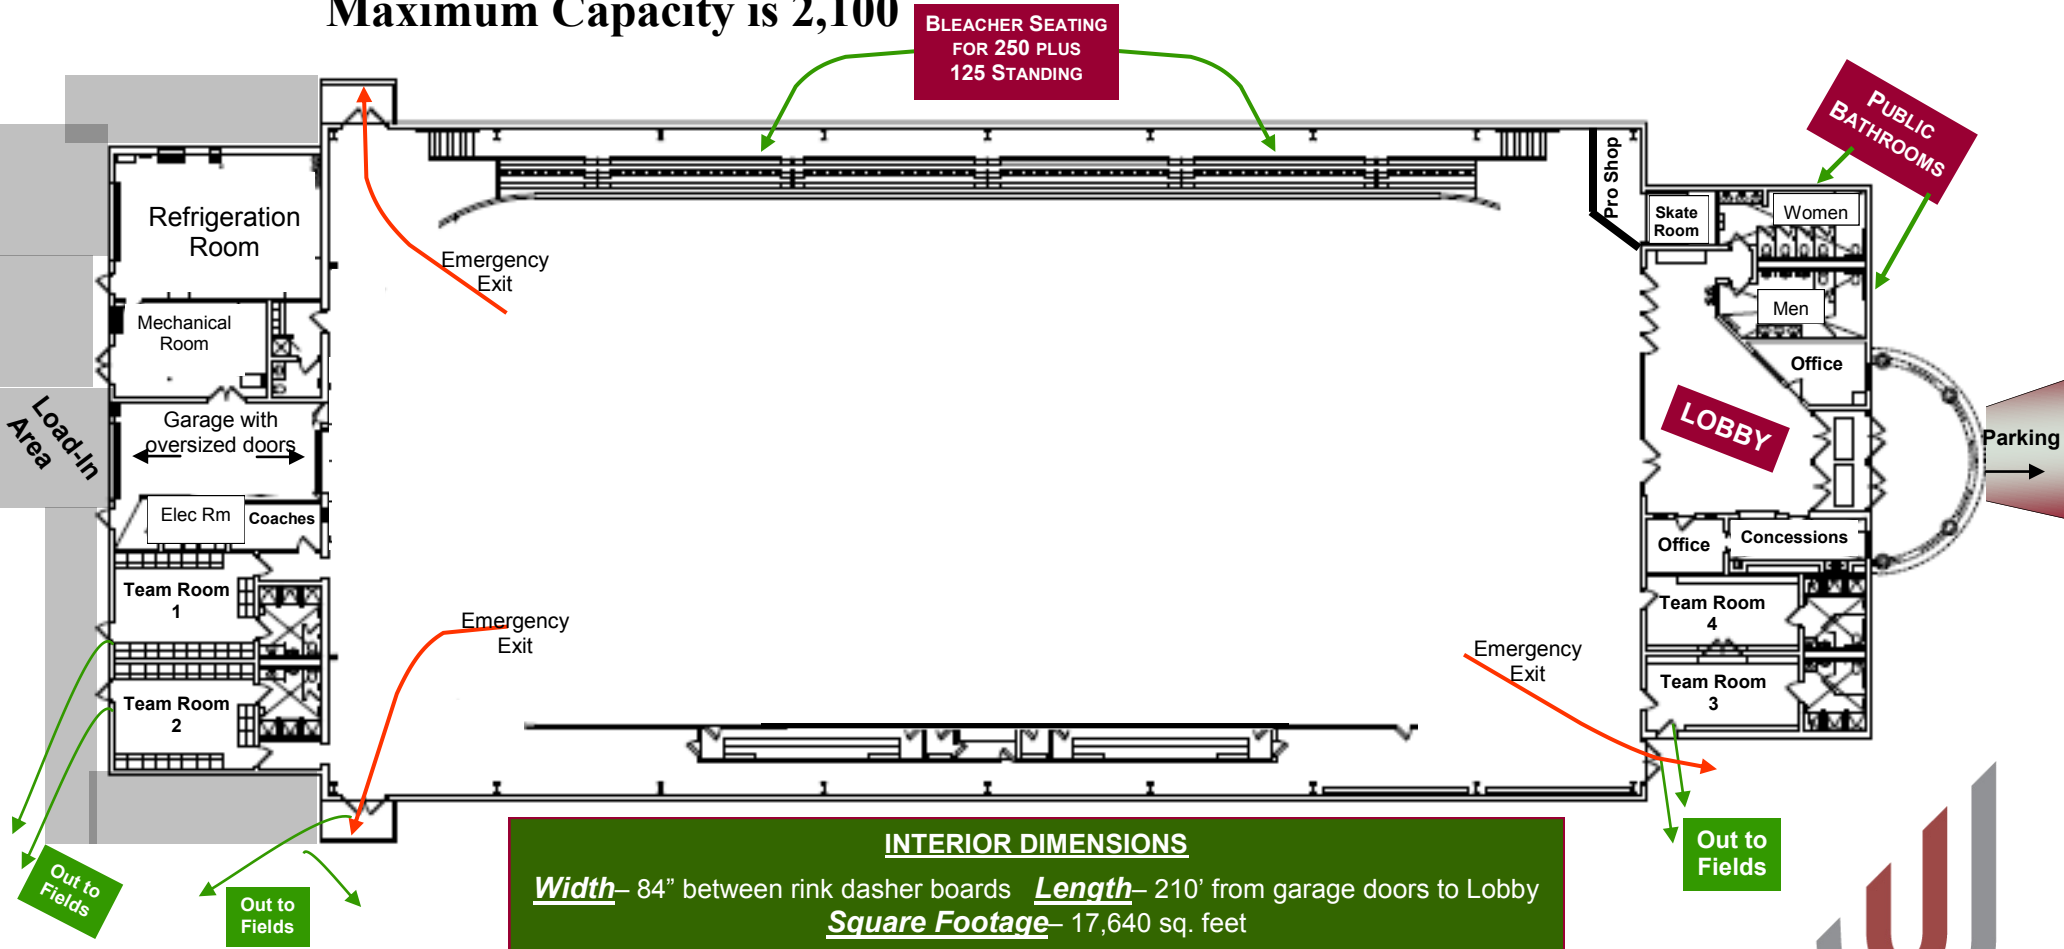 Maximum Capacity is 2,100
BLEACHER SEATING
FOR 250 PLUS
125 STANDING
PUBLIC
BATHROOMS
Refrigeration
Room
Emergency
Exit
Pro Shop
Skate
Room
Women
Men
Mechanical
Room
Office
Load-In
Area
Garage with
oversized doors
LOBBY
Parking
Elec Rm
Coaches
Office
Concessions
Team Room
1
Emergency
Exit
Team Room
4
Emergency
Exit
Team Room
2
Team Room
3
Out to
Fields
Out to
Fields
Out to
Fields
INTERIOR DIMENSIONS
Width– 84” between rink dasher boards Length– 210’ from garage doors to Lobby
Square Footage– 17,640 sq. feet